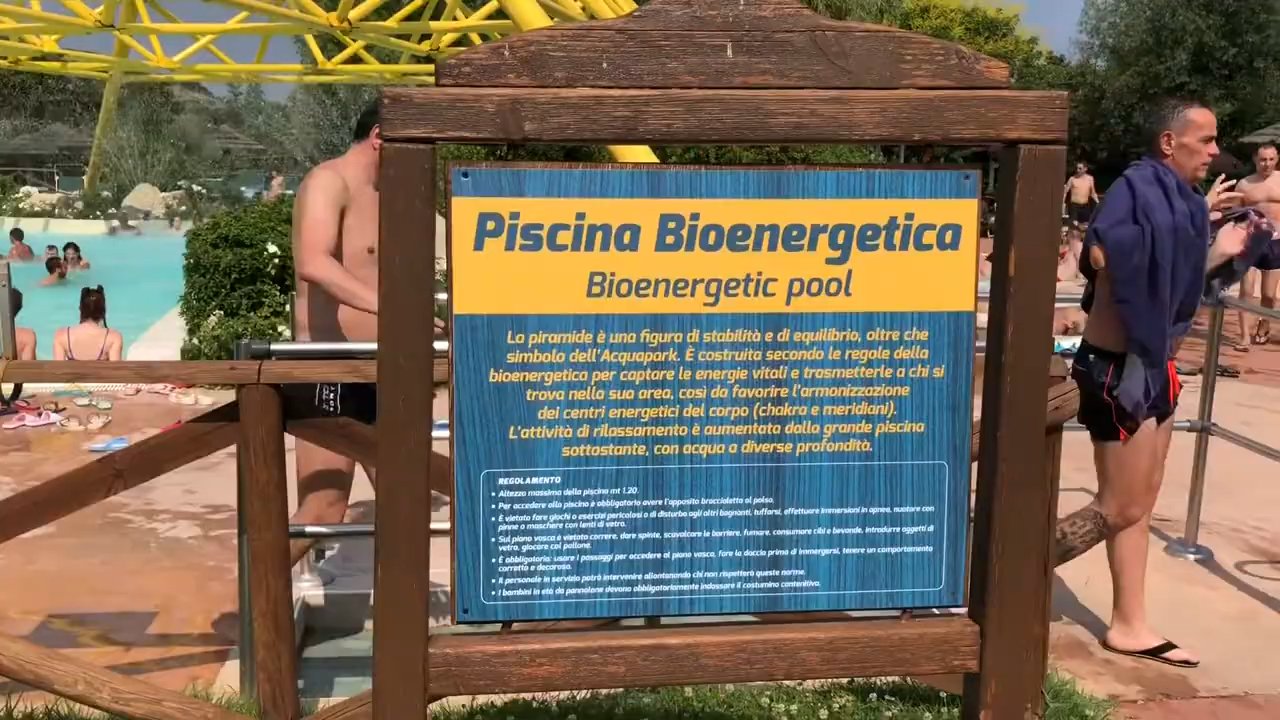 Piscina Bioenergetica
Bioenergetic pool
La piramide è una figura di stabilità e di equilibrio, oltre che
simbolo dell'Acquapark. È costruita secondo le regole della
bioenergetica per captare le energie vitali e trasmetterle a chi si
trova nella sua area, così da favorire l'armonizzazione
dei centri energetici del corpo (chakra e meridiani).
L'attività di rilassamento è aumentata dalla grande piscina
sottostante, con acqua a diverse profondità.
REGOLAMENTO
• Altezza massima della piscina mt 1.20.
• Per accedere alla piscina è obbligatorio avere l'apposito braccialetto al polso.
• È vietato fare giochi o esercizi pericolosi o di disturbo agli altri bagnanti, tuffarsi, effettuare immersioni in apnea, nuotare con
pinne o maschere con lenti di vetro.
• Sul piano vasca è vietato correre, dare spinte, scavalcare le barriere, fumare, consumare cibi e bevande, introdurre oggetti di
vetro, giocare col pallone.
• È obbligatorio: usare i passaggi per accedere al piano vasca, fare la doccia prima di immergersi, tenere un comportamento
corretto e decoroso.
• Il personale in servizio potrà intervenire allontanando chi non rispetterà queste norme.
• I bambini in età da pannolone devono obbligatoriamente indossare il costumino contenitivo.